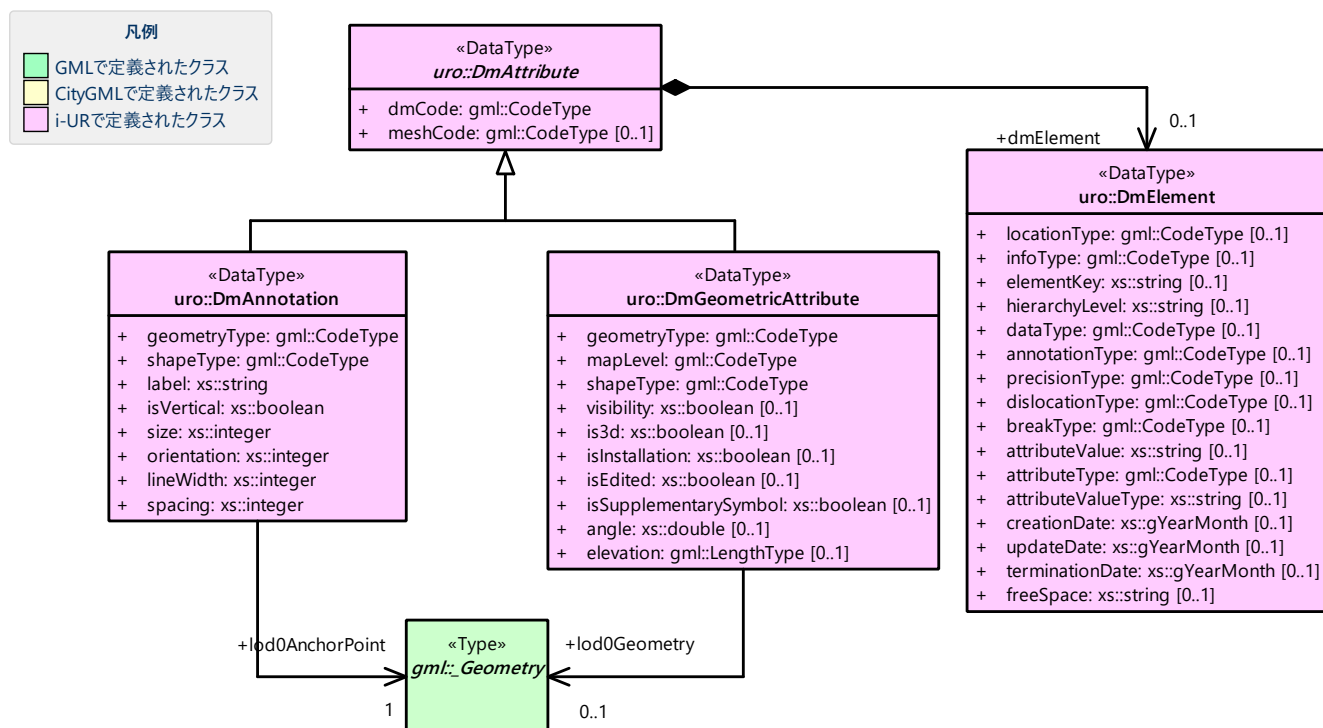 凡例
GMLで定義されたクラス
CityGMLで定義されたクラス
i-URで定義されたクラス
«DataType»
uro::DmAttribute
+ dmCode: gml::CodeType
+ meshCode: gml::CodeType [0..1]
0..1
+dmElement
«DataType»
uro::DmElement
+ locationType: gml::CodeType [0..1]
+ infoType: gml::CodeType [0..1]
+ elementKey: xs::string [0..1]
+ hierarchyLevel: xs::string [0..1]
+ dataType: gml::CodeType [0..1]
+ annotationType: gml::CodeType [0..1]
+ precisionType: gml::CodeType [0..1]
+ dislocationType: gml::CodeType [0..1]
+ breakType: gml::CodeType [0..1]
+ attributeValue: xs::string [0..1]
+ attributeType: gml::CodeType [0..1]
+ attributeValueType: xs::string [0..1]
+ creationDate: xs::gYearMonth [0..1]
+ updateDate: xs::gYearMonth [0..1]
+ terminationDate: xs::gYearMonth [0..1]
+ freeSpace: xs::string [0..1]
«DataType»
uro::DmAnnotation
+ geometryType: gml::CodeType
+ shapeType: gml::CodeType
+ label: xs::string
+ isVertical: xs::boolean
+ size: xs::integer
+ orientation: xs::integer
+ lineWidth: xs::integer
+ spacing: xs::integer
«DataType»
uro::DmGeometricAttribute
+ geometryType: gml::CodeType
+ mapLevel: gml::CodeType
+ shapeType: gml::CodeType
+ visibility: xs::boolean [0..1]
+ is3d: xs::boolean [0..1]
+ isInstallation: xs::boolean [0..1]
+ isEdited: xs::boolean [0..1]
+ isSupplementarySymbol: xs::boolean [0..1]
+ angle: xs::double [0..1]
+ elevation: gml::LengthType [0..1]
+lod0AnchorPoint
1
«Type»
gml::_Geometry
+lod0Geometry
0..1